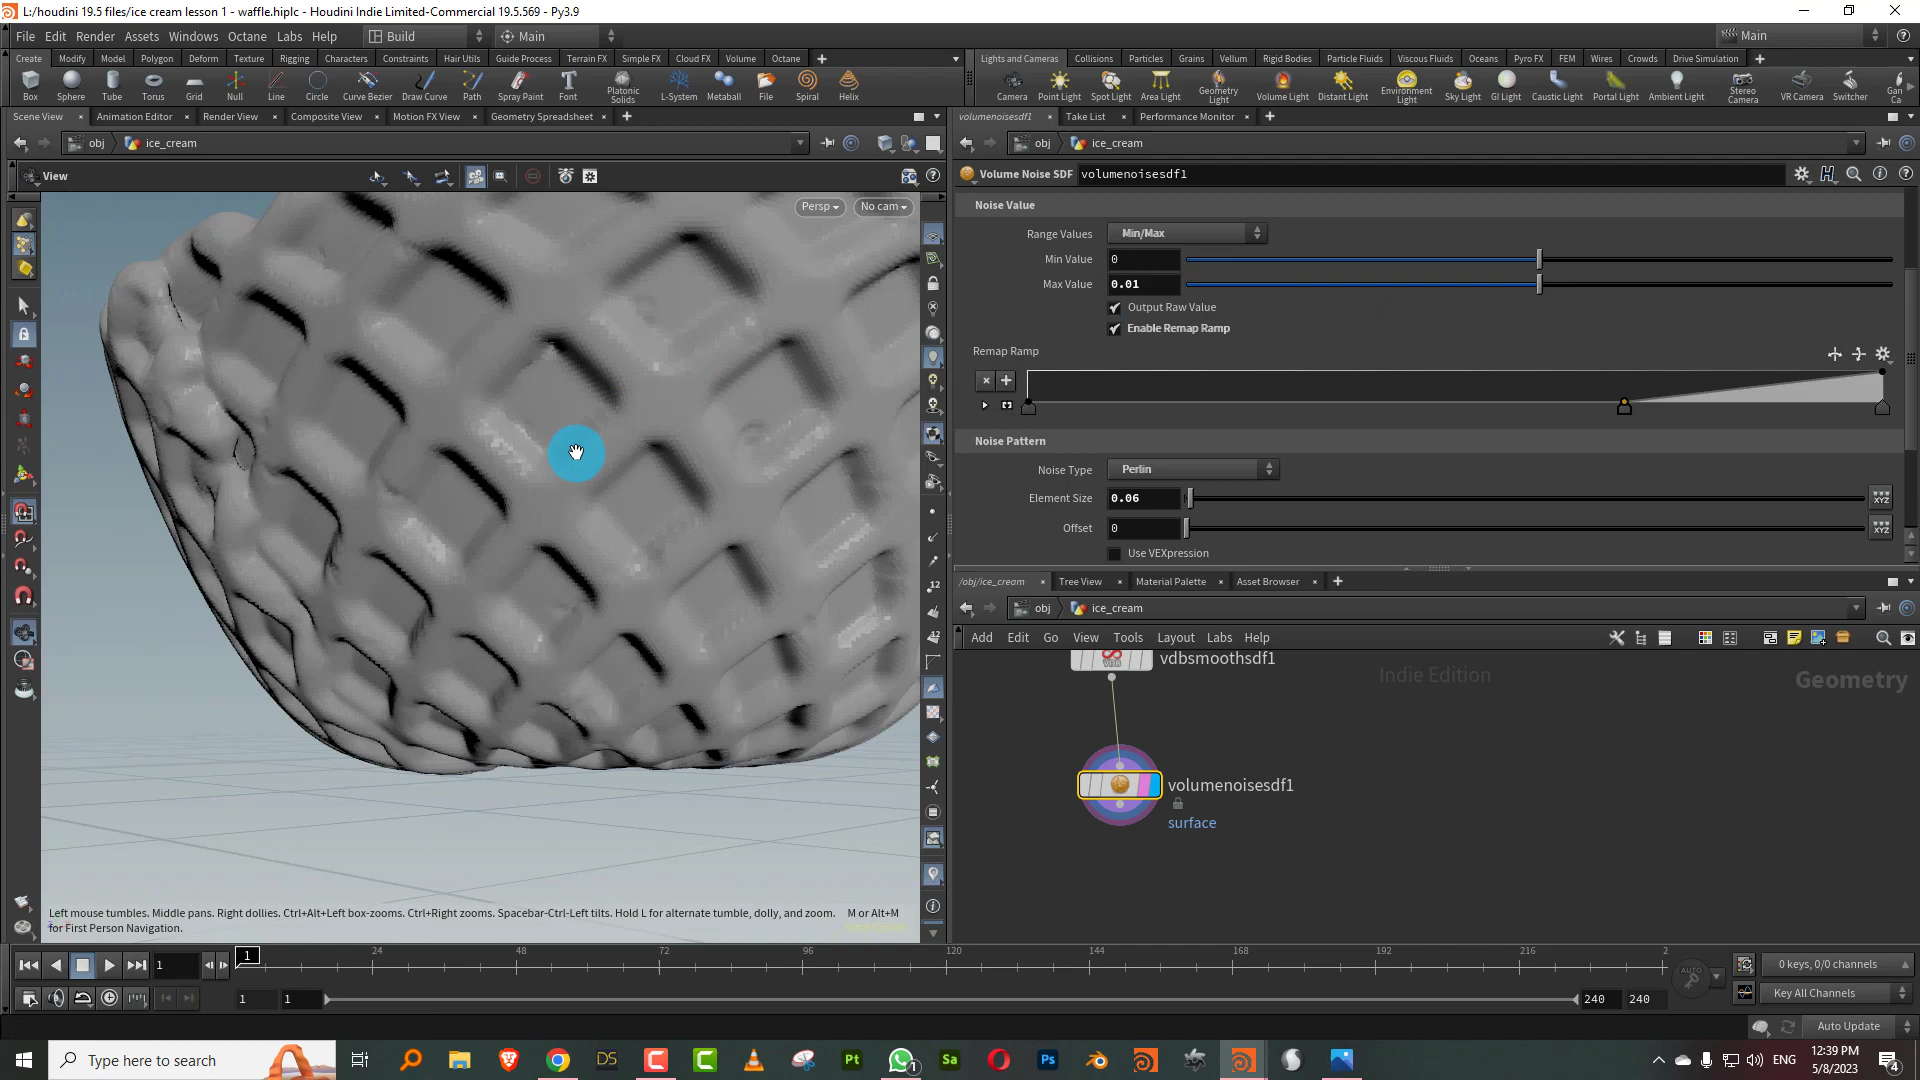 L:/houdini 19.5 files/ice cream lesson 1 - waffle.hiplc - Houdini Indie Limited-Commercial 19.5.569 - Py3.9
File Edit Render Assets Windows Octane Labs Help Build Main Main
Create Modify Model Polygon Deform Texture Rigging Characters Constraints Hair Utils Guide Process Terrain FX Simple FX Cloud FX Volume Octane
Lights and Cameras Collisions Particles Grains Vellum Rigid Bodies Particle Fluids Viscous Fluids Oceans Pyro FX FEM Wires Crowds Drive Simulation
Box Sphere Tube Torus Grid Null Line Circle Curve Bezier Draw Curve Path Spray Paint Font Platonic Solids L-System Metaball File Spiral Helix
Camera Point Light Spot Light Area Light Geometry Light Volume Light Distant Light Environment Light Sky Light GI Light Caustic Light Portal Light Ambient Light Stereo Camera VR Camera Switcher Gan Ca
Scene View Animation Editor Render View Composite View Motion FX View Geometry Spreadsheet
volumenoisesdf1 Take List Performance Monitor
obj ice_cream
obj ice_cream
View
Volume Noise SDF volumenoisesdf1
Persp No cam
Noise Value
Range Values Min/Max
Min Value 0
Max Value 0.01
Output Raw Value
Enable Remap Ramp
Remap Ramp
Noise Pattern
Noise Type Perlin
Element Size 0.06
Offset 0
Use VEXpression
/obj/ice_cream Tree View Material Palette Asset Browser
obj ice_cream
Add Edit Go View Tools Layout Labs Help
vdbsmoothsdf1
Indie Edition
Geometry
volumenoisesdf1
surface
Left mouse tumbles. Middle pans. Right dollies. Ctrl+Alt+Left box-zooms. Ctrl+Right zooms. Spacebar-Ctrl-Left tilts. Hold L for alternate tumble, dolly, and zoom. M or Alt+M
for First Person Navigation.
1 1 24 48 72 96 120 144 168 192 216 2
0 keys, 0/0 channels
1 1 240 240 Key All Channels
Auto Update
Type here to search
ENG
12:39 PM
5/8/2023